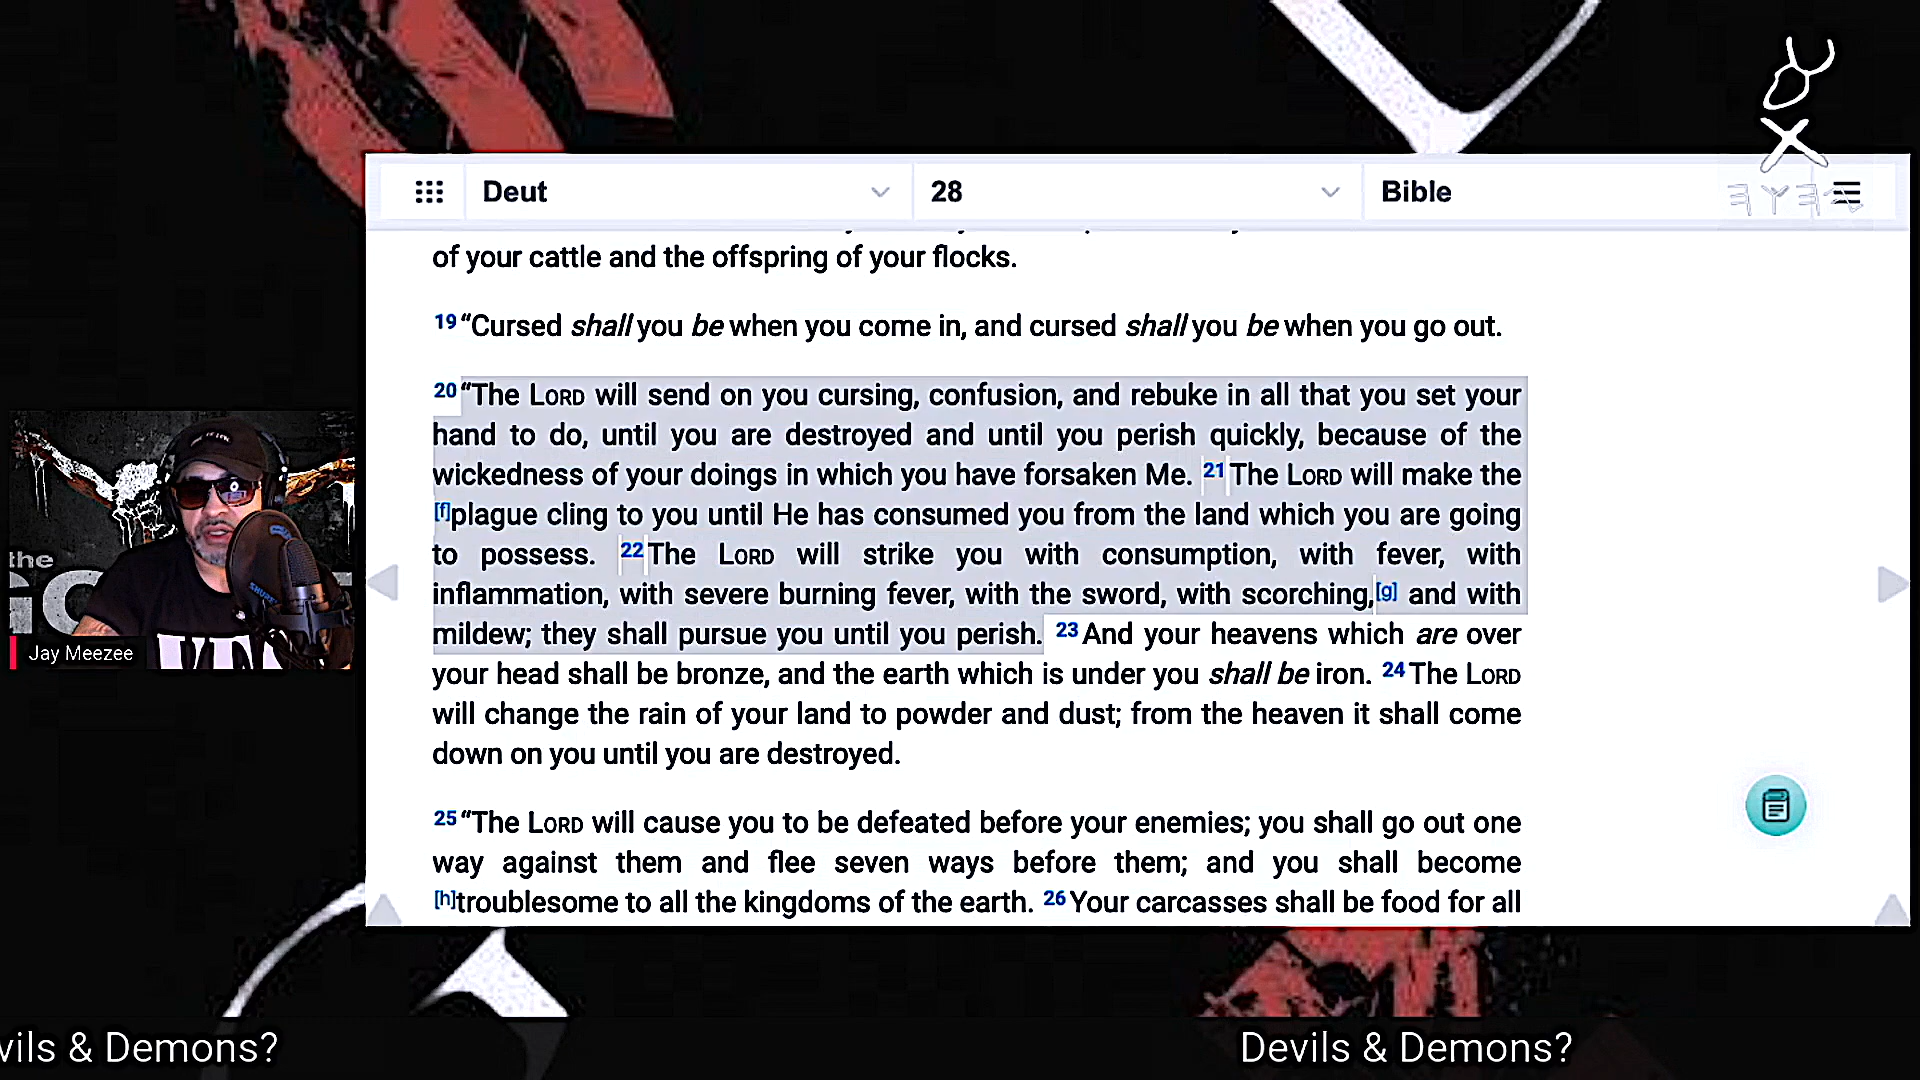 Deut
28
Bible
of your cattle and the offspring of your flocks.
19 “Cursed shall you be when you come in, and cursed shall you be when you go out.
20 “The LORD will send on you cursing, confusion, and rebuke in all that you set your
hand to do, until you are destroyed and until you perish quickly, because of the
wickedness of your doings in which you have forsaken Me. 21 The LORD will make the
[f]plague cling to you until He has consumed you from the land which you are going
to possess. 22 The LORD will strike you with consumption, with fever, with
inflammation, with severe burning fever, with the sword, with scorching,[g] and with
mildew; they shall pursue you until you perish. 23 And your heavens which are over
your head shall be bronze, and the earth which is under you shall be iron. 24 The LORD
will change the rain of your land to powder and dust; from the heaven it shall come
down on you until you are destroyed.
25 “The LORD will cause you to be defeated before your enemies; you shall go out one
way against them and flee seven ways before them; and you shall become
[h]troublesome to all the kingdoms of the earth. 26 Your carcasses shall be food for all
the
Jay Meezee
vils & Demons?
Devils & Demons?